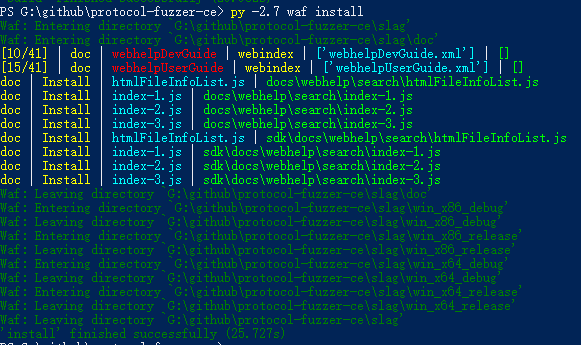 PS G:\github\protocol-fuzzer-ce> py -2.7 waf install
Waf: Entering directory `G:\github\protocol-fuzzer-ce\slag'
Waf: Entering directory `G:\github\protocol-fuzzer-ce\slag\doc'
[10/41] | doc | webhelpDevGuide | webindex | ['webhelpDevGuide.xml'] | []
[15/41] | doc | webhelpUserGuide | webindex | ['webhelpUserGuide.xml'] | []
doc | Install | htmlFileInfoList.js | docs\webhelp\search\htmlFileInfoList.js
doc | Install | index-1.js | docs\webhelp\search\index-1.js
doc | Install | index-2.js | docs\webhelp\search\index-2.js
doc | Install | index-3.js | docs\webhelp\search\index-3.js
doc | Install | htmlFileInfoList.js | sdk\docs\webhelp\search\htmlFileInfoList.js
doc | Install | index-1.js | sdk\docs\webhelp\search\index-1.js
doc | Install | index-2.js | sdk\docs\webhelp\search\index-2.js
doc | Install | index-3.js | sdk\docs\webhelp\search\index-3.js
Waf: Leaving directory `G:\github\protocol-fuzzer-ce\slag\doc'
Waf: Entering directory `G:\github\protocol-fuzzer-ce\slag\win_x86_debug'
Waf: Leaving directory `G:\github\protocol-fuzzer-ce\slag\win_x86_debug'
Waf: Entering directory `G:\github\protocol-fuzzer-ce\slag\win_x86_release'
Waf: Leaving directory `G:\github\protocol-fuzzer-ce\slag\win_x86_release'
Waf: Entering directory `G:\github\protocol-fuzzer-ce\slag\win_x64_debug'
Waf: Leaving directory `G:\github\protocol-fuzzer-ce\slag\win_x64_debug'
Waf: Entering directory `G:\github\protocol-fuzzer-ce\slag\win_x64_release'
Waf: Leaving directory `G:\github\protocol-fuzzer-ce\slag\win_x64_release'
Waf: Leaving directory `G:\github\protocol-fuzzer-ce\slag'
'install' finished successfully (25.727s)